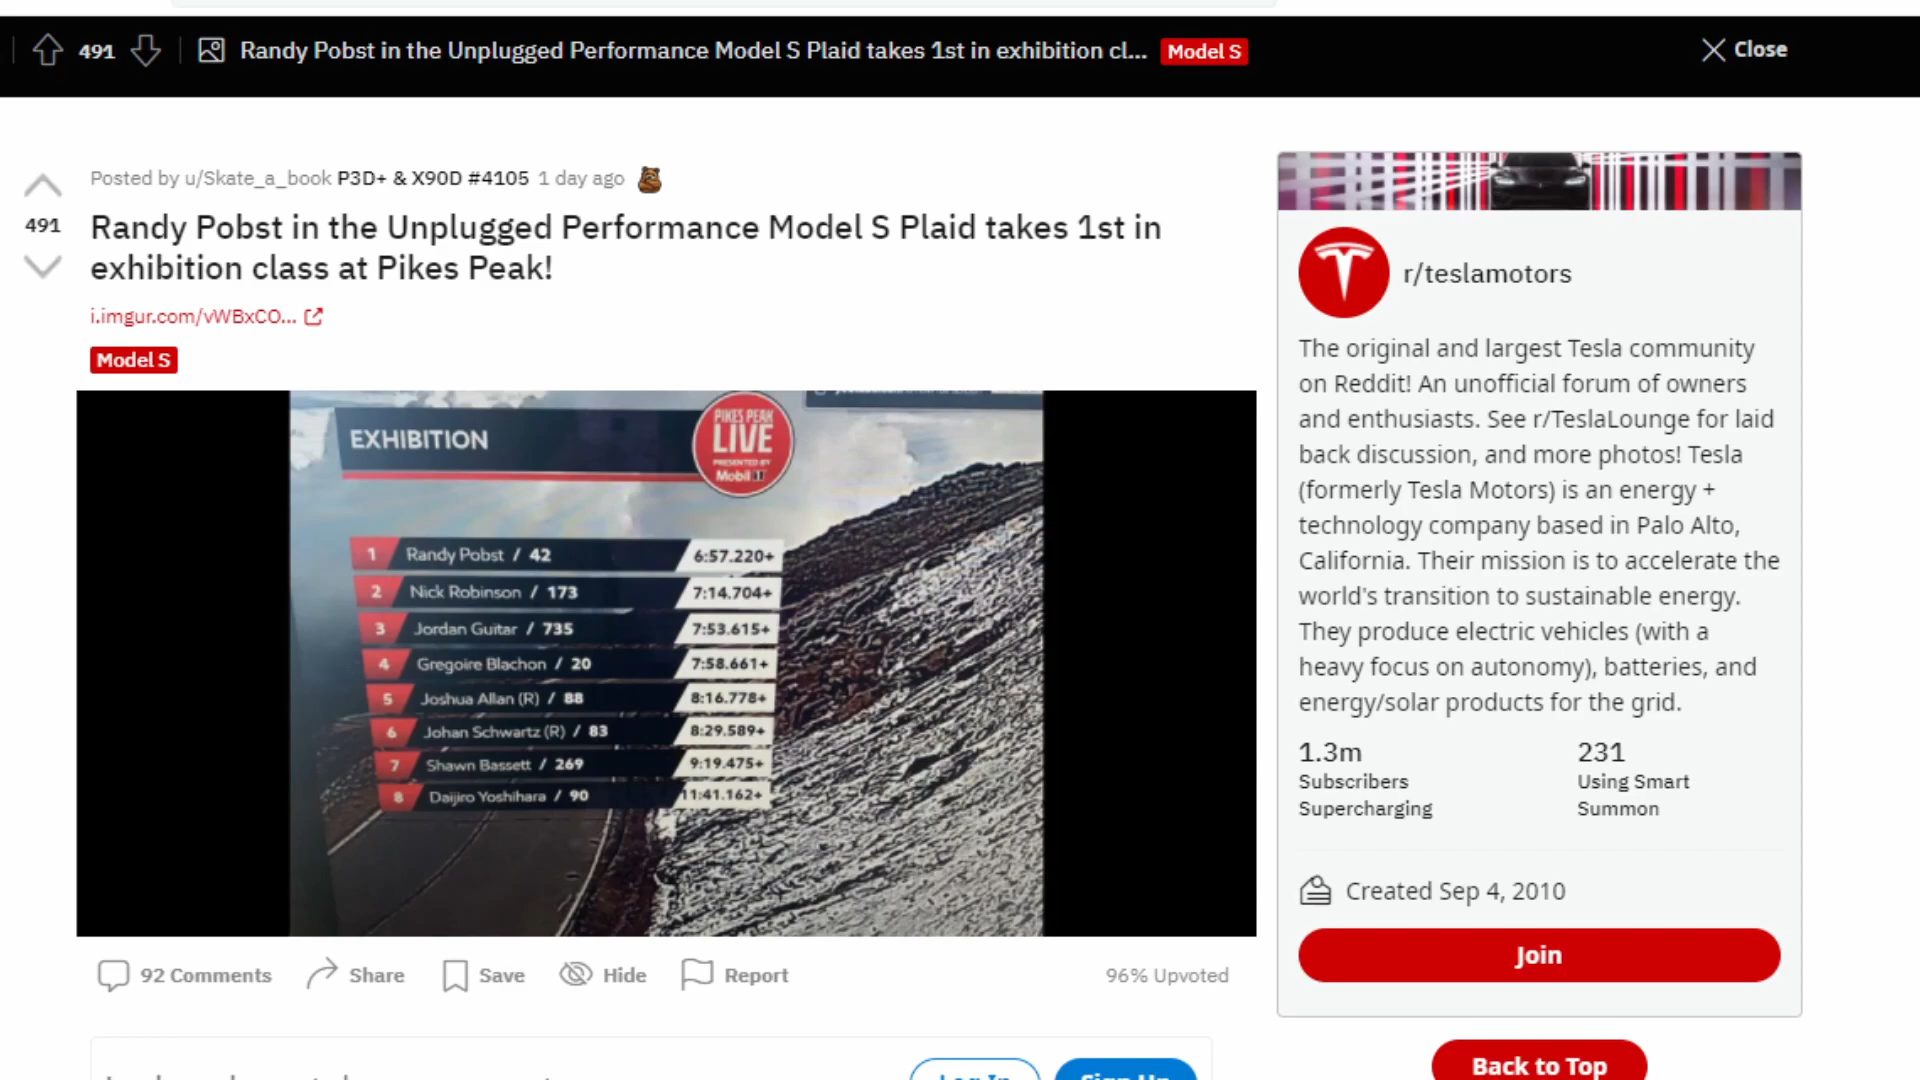 491
Randy Pobst in the Unplugged Performance Model S Plaid takes 1st in exhibition cl...
Model S
Close
Posted by u/Skate_a_book P3D+ & X90D #4105 1 day ago
491
Randy Pobst in the Unplugged Performance Model S Plaid takes 1st in
exhibition class at Pikes Peak!
i.imgur.com/vWBxCO...
Model S
EXHIBITION
PIKES PEAK
LIVE
PRESENTED BY
Mobil 1
1 Randy Pobst / 42 6:57.220+
2 Nick Robinson / 173 7:14.704+
3 Jordan Guitar / 735 7:53.615+
4 Gregoire Blachon / 20 7:58.661+
5 Joshua Allan (R) / 88 8:16.778+
6 Johan Schwartz (R) / 83 8:29.589+
7 Shawn Bassett / 269 9:19.475+
8 Daijiro Yoshihara / 90 11:41.162+
92 Comments
Share
Save
Hide
Report
96% Upvoted
Log In
Sign Up
r/teslamotors
The original and largest Tesla community
on Reddit! An unofficial forum of owners
and enthusiasts. See r/TeslaLounge for laid
back discussion, and more photos! Tesla
(formerly Tesla Motors) is an energy +
technology company based in Palo Alto,
California. Their mission is to accelerate the
world's transition to sustainable energy.
They produce electric vehicles (with a
heavy focus on autonomy), batteries, and
energy/solar products for the grid.
1.3m
Subscribers
Supercharging
231
Using Smart
Summon
Created Sep 4, 2010
Join
Back to Top